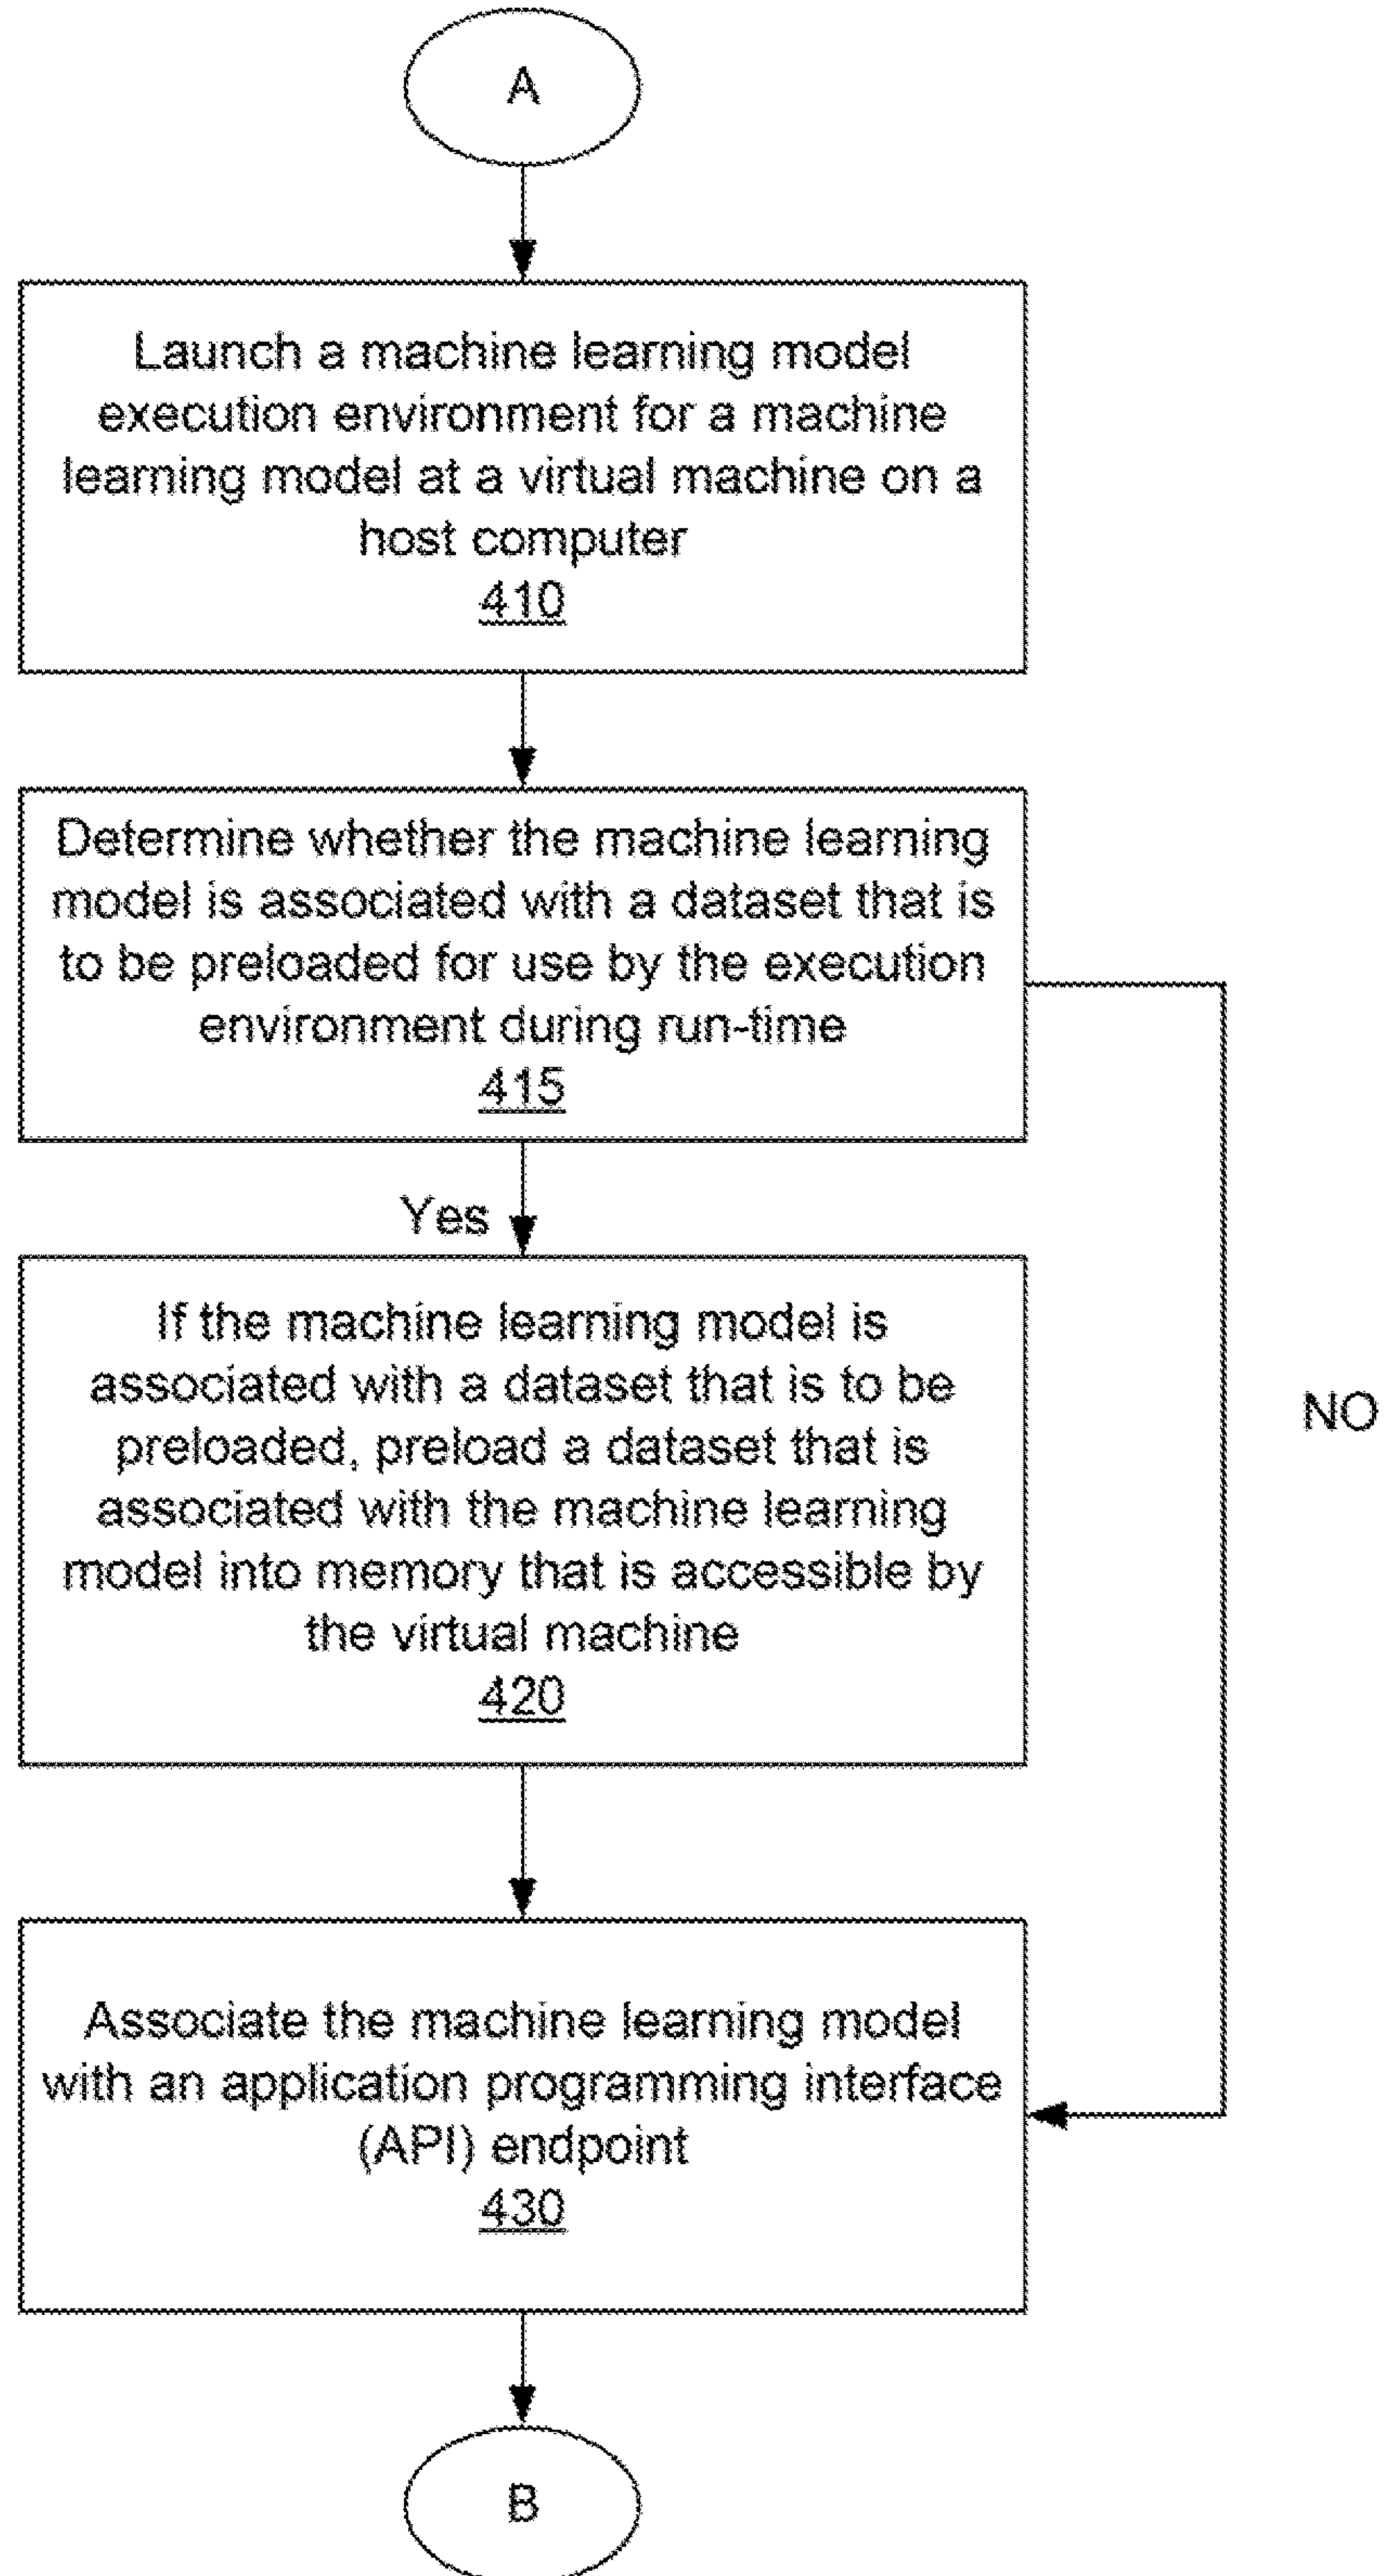 A
Launch a machine learning model
execution environment for a machine
learning model at a virtual machine on a
host computer
410
Determine whether the machine learning
model is associated with a dataset that is
to be preloaded for use by the execution
environment during run-time
415
Yes
If the machine learning model is
associated with a dataset that is to be
preloaded, preload a dataset that is
associated with the machine learning
model into memory that is accessible by
the virtual machine
420
NO
Associate the machine learning model
with an application programming interface
(API) endpoint
430
B